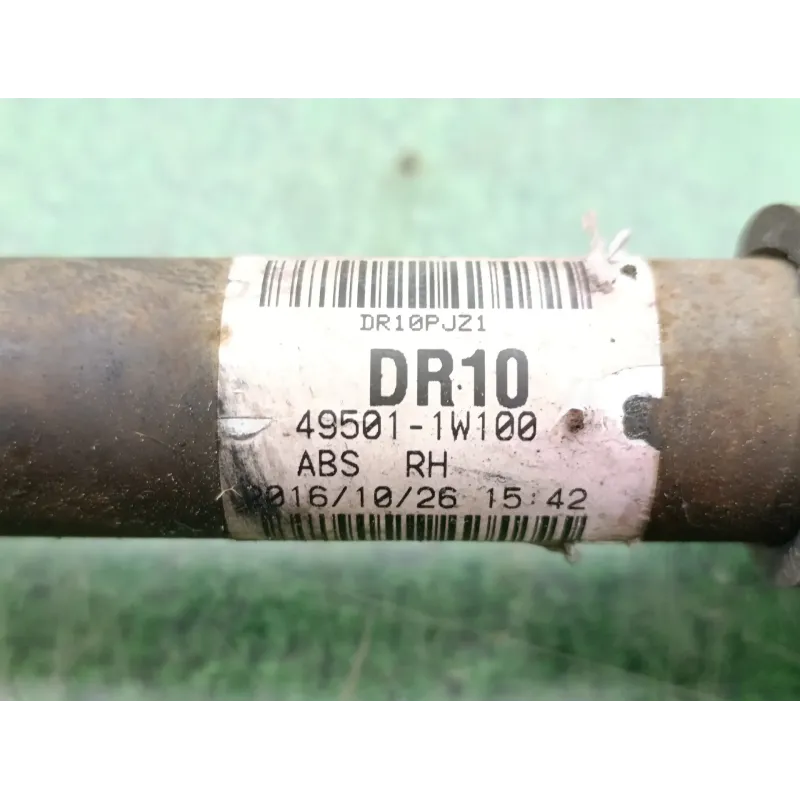 DR10PJZ1
DR10
49501-1W100
ABS RH
2016/10/26 15:42